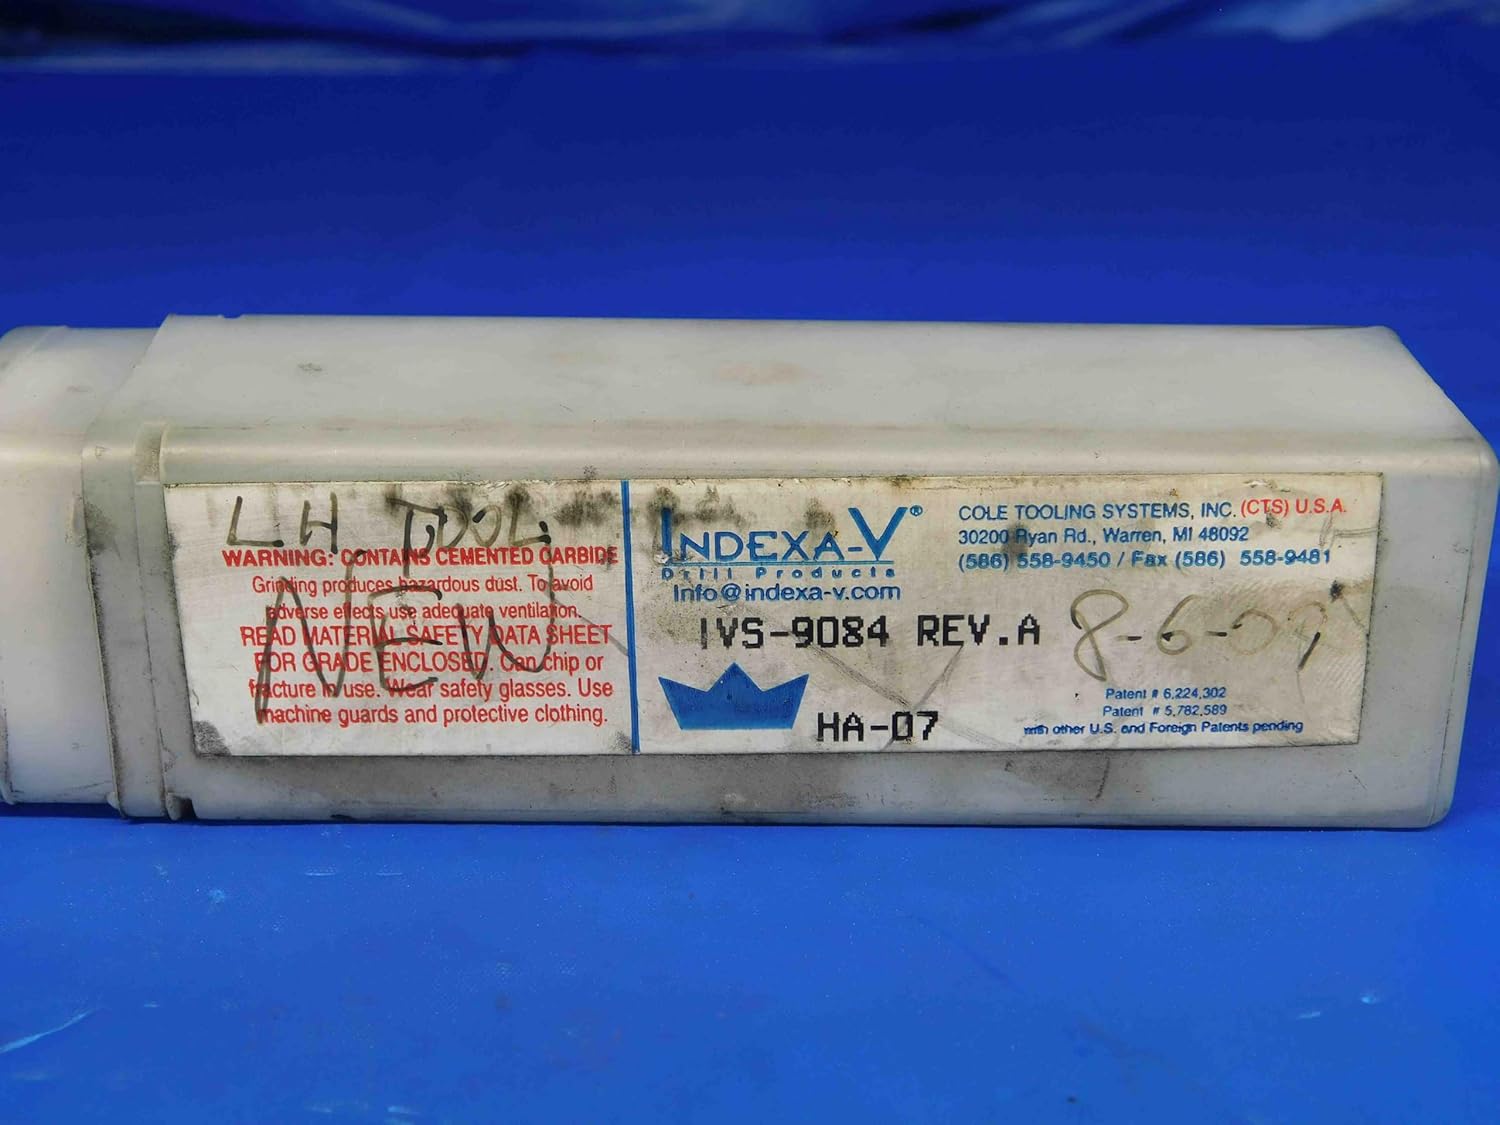 LH. TOOL.
WARNING: CONTAINS CEMENTED CARBIDE
Grinding produces hazardous dust. To avoid
adverse effects use adequate ventilation.
NEW
READ MATERIAL SAFETY DATA SHEET
FOR GRADE ENCLOSED. Can chip or
fracture in use. Wear safety glasses. Use
machine guards and protective clothing.
INDEXA-V®
Drill Products
Info@indexa-v.com
COLE TOOLING SYSTEMS, INC. (CTS) U.S.A.
30200 Ryan Rd., Warren, MI 48092
(586) 558-9450 / Fax (586) 558-9481
IVS-9084 REV.A
8-6-09
HA-07
Patent # 6,224,302
Patent # 5,782,589
with other U.S. and Foreign Patents pending